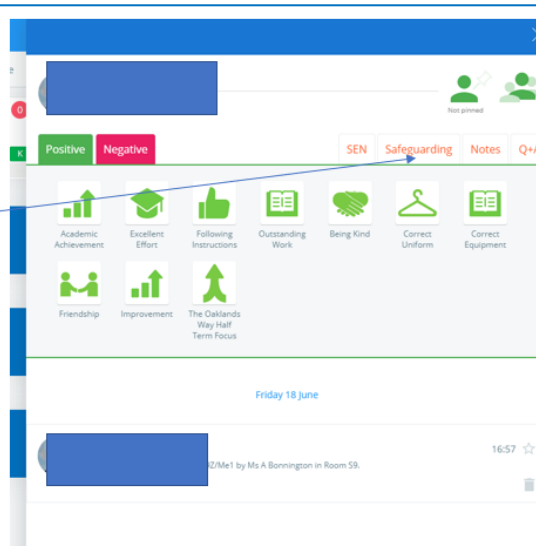 0
K
Not pinned
Positive Negative SEN Safeguarding Notes Q+A
Academic Achievement
Excellent Effort
Following Instructions
Outstanding Work
Being Kind
Correct Uniform
Correct Equipment
Friendship
Improvement
The Oaklands Way Half Term Focus
Friday 18 June
16:57
/Me1 by Ms A Bonnington in Room S9.